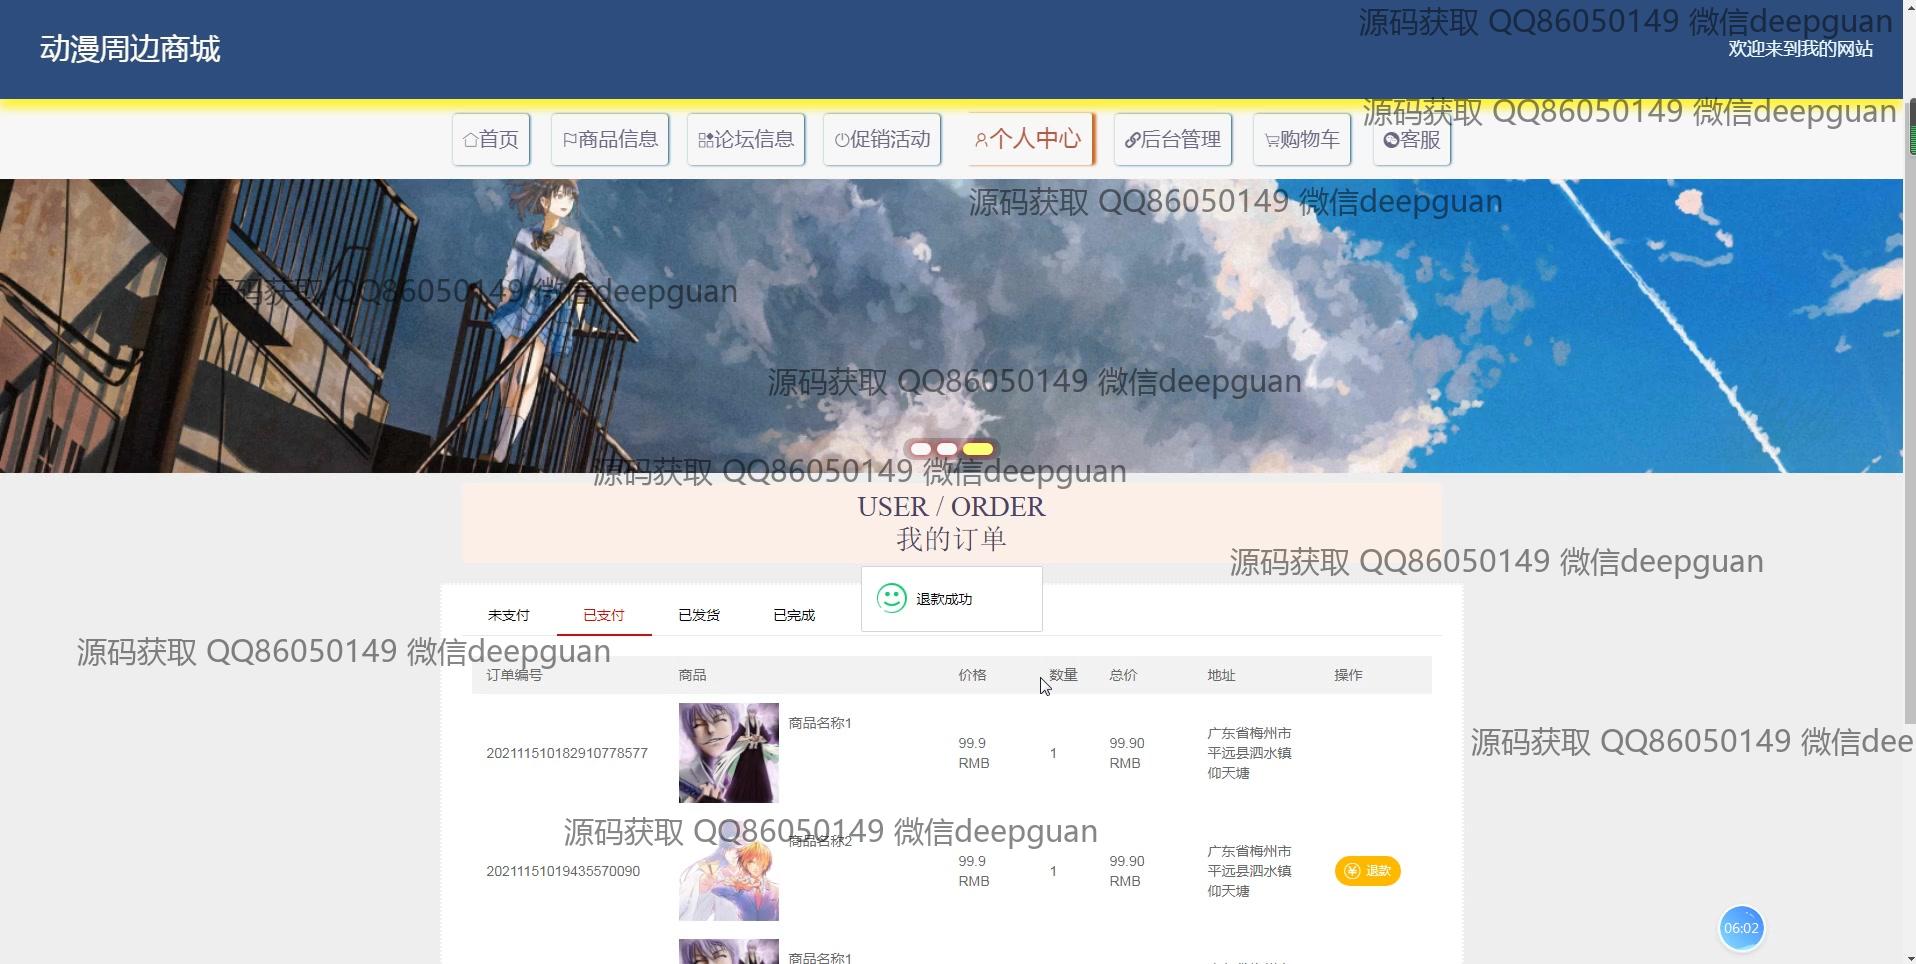 源码获取 QQ86050149 微信deepguan
动漫周边商城
欢迎来到我的网站
源码获取 QQ86050149 微信deepguan
首页
商品信息
论坛信息
促销活动
个人中心
后台管理
购物车
客服
源码获取 QQ86050149 微信deepguan
源码获取 QQ86050149 微信deepguan
源码获取 QQ86050149 微信deepguan
源码获取 QQ86050149 微信deepguan
USER / ORDER
我的订单
源码获取 QQ86050149 微信deepguan
退款成功
未支付
已支付
已发货
已完成
源码获取 QQ86050149 微信deepguan
订单编号
商品
价格
数量
总价
地址
操作
202111510182910778577
商品名称1
99.9
RMB
1
99.90
RMB
广东省梅州市
平远县泗水镇
仰天塘
源码获取 QQ86050149 微信dee
源码获取 QQ86050149 微信deepguan
20211151019435570090
商品名称2
99.9
RMB
1
99.90
RMB
广东省梅州市
平远县泗水镇
仰天塘
退款
06:02
商品名称1